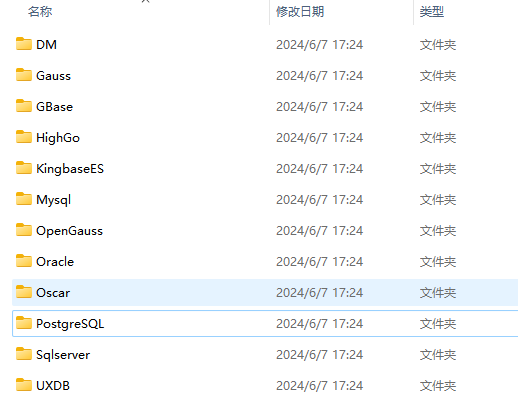 名称 修改日期 类型
DM 2024/6/7 17:24 文件夹
Gauss 2024/6/7 17:24 文件夹
GBase 2024/6/7 17:24 文件夹
HighGo 2024/6/7 17:24 文件夹
KingbaseES 2024/6/7 17:24 文件夹
Mysql 2024/6/7 17:24 文件夹
OpenGauss 2024/6/7 17:24 文件夹
Oracle 2024/6/7 17:24 文件夹
Oscar 2024/6/7 17:24 文件夹
PostgreSQL 2024/6/7 17:24 文件夹
Sqlserver 2024/6/7 17:24 文件夹
UXDB 2024/6/7 17:24 文件夹